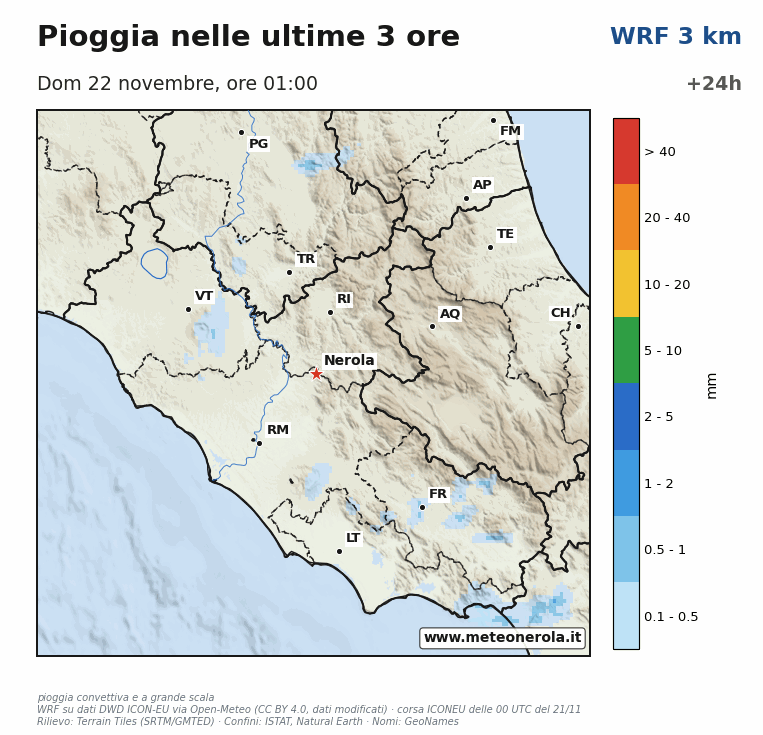 Pioggia nelle ultime 3 ore
WRF 3 km
Dom 22 novembre, ore 01:00
+24h
FM
PG
> 40
AP
20 - 40
TE
TR
10 - 20
VT
RI
AQ
CH
5 - 10
Nerola
mm
2 - 5
RM
1 - 2
FR
LT
0.5 - 1
0.1 - 0.5
www.meteonerola.it
pioggia convettiva e a grande scala
WRF su dati DWD ICON-EU via Open-Meteo (CC BY 4.0, dati modificati) · corsa ICONEU delle 00 UTC del 21/11
Rilievo: Terrain Tiles (SRTM/GMTED) · Confini: ISTAT, Natural Earth · Nomi: GeoNames